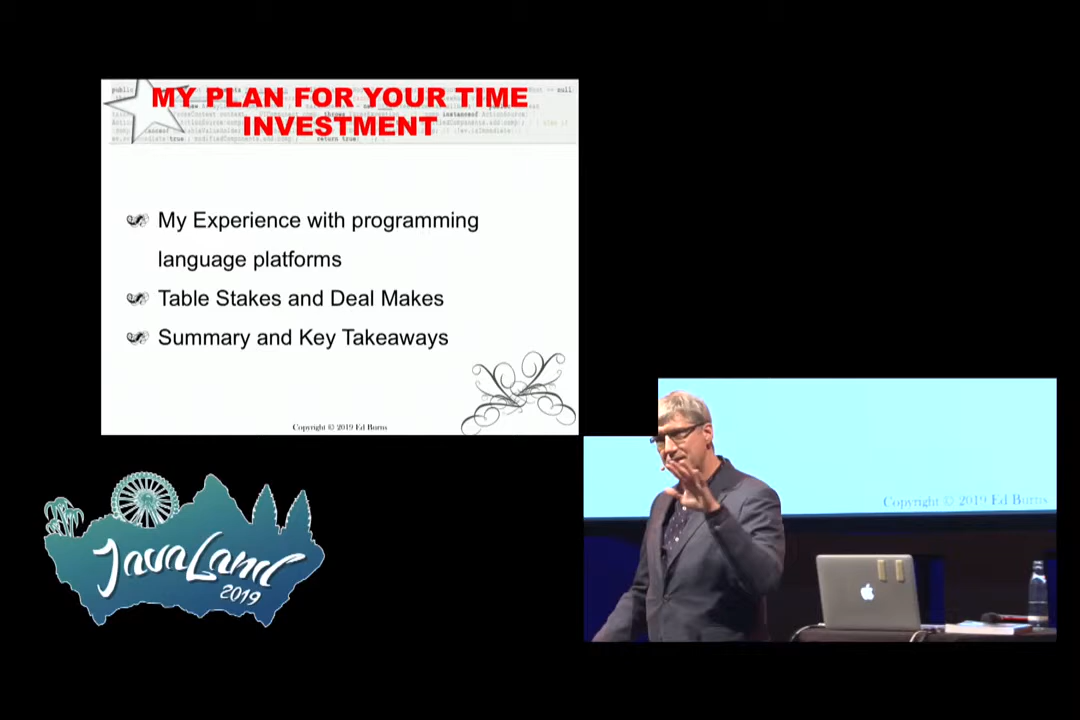 MY PLAN FOR YOUR TIME
INVESTMENT
My Experience with programming
language platforms
Table Stakes and Deal Makes
Summary and Key Takeaways
Copyright © 2019 Ed Burns
Copyright © 2019 Ed Burns
JavaLand
2019